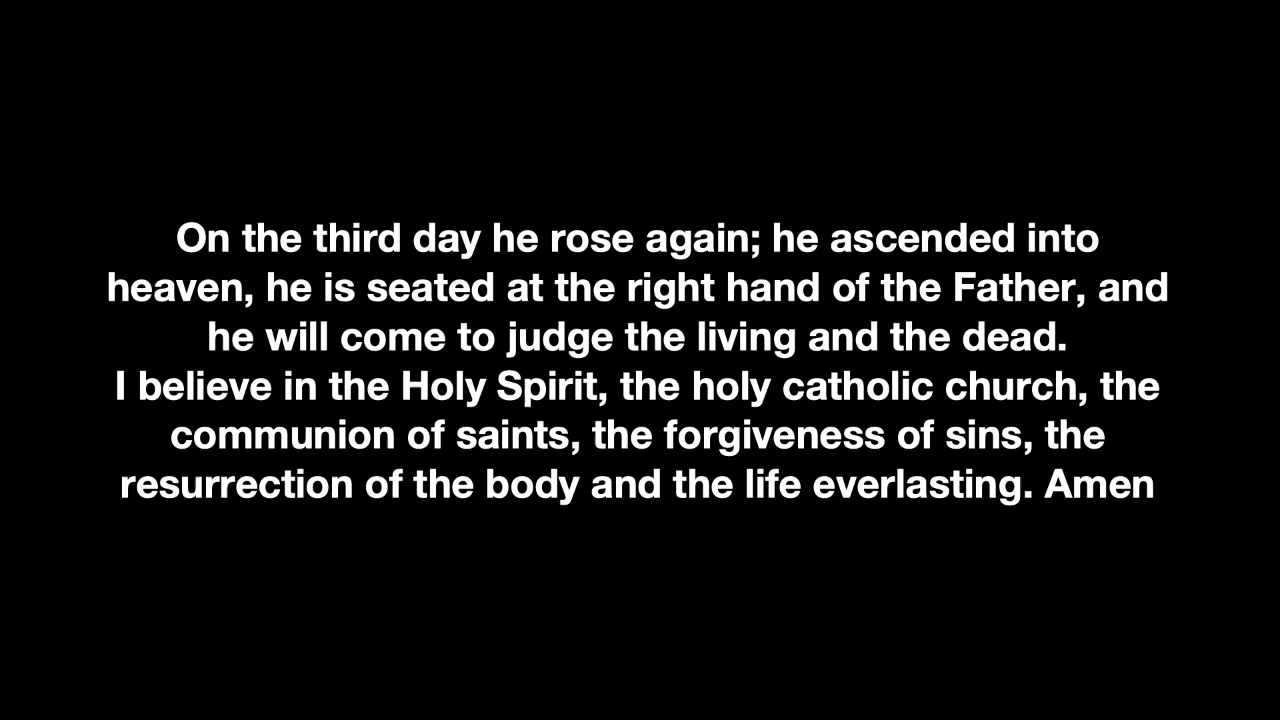 On the third day he rose again; he ascended into
heaven, he is seated at the right hand of the Father, and
he will come to judge the living and the dead.
I believe in the Holy Spirit, the holy catholic church, the
communion of saints, the forgiveness of sins, the
resurrection of the body and the life everlasting. Amen